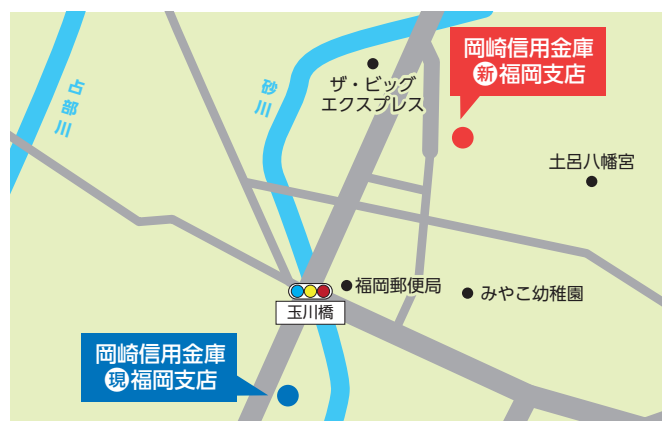 岡崎信用金庫
新福岡支店
ザ・ビッグ
エクスプレス
占部川
砂川
土呂八幡宮
福岡郵便局
みやこ幼稚園
玉川橋
岡崎信用金庫
現福岡支店